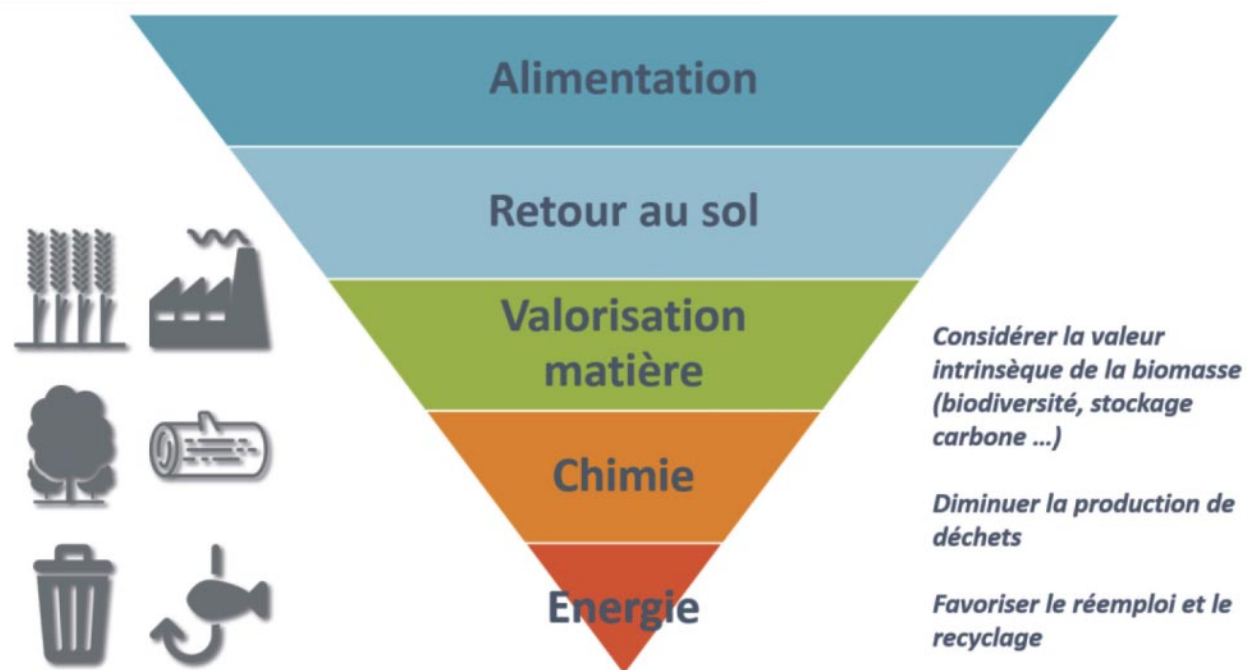 Alimentation
Retour au sol
Valorisation
matière
Chimie
Energie
Considérer la valeur
intrinsèque de la biomasse
(biodiversité, stockage
carbone ...)
Diminuer la production de
déchets
Favoriser le réemploi et le
recyclage